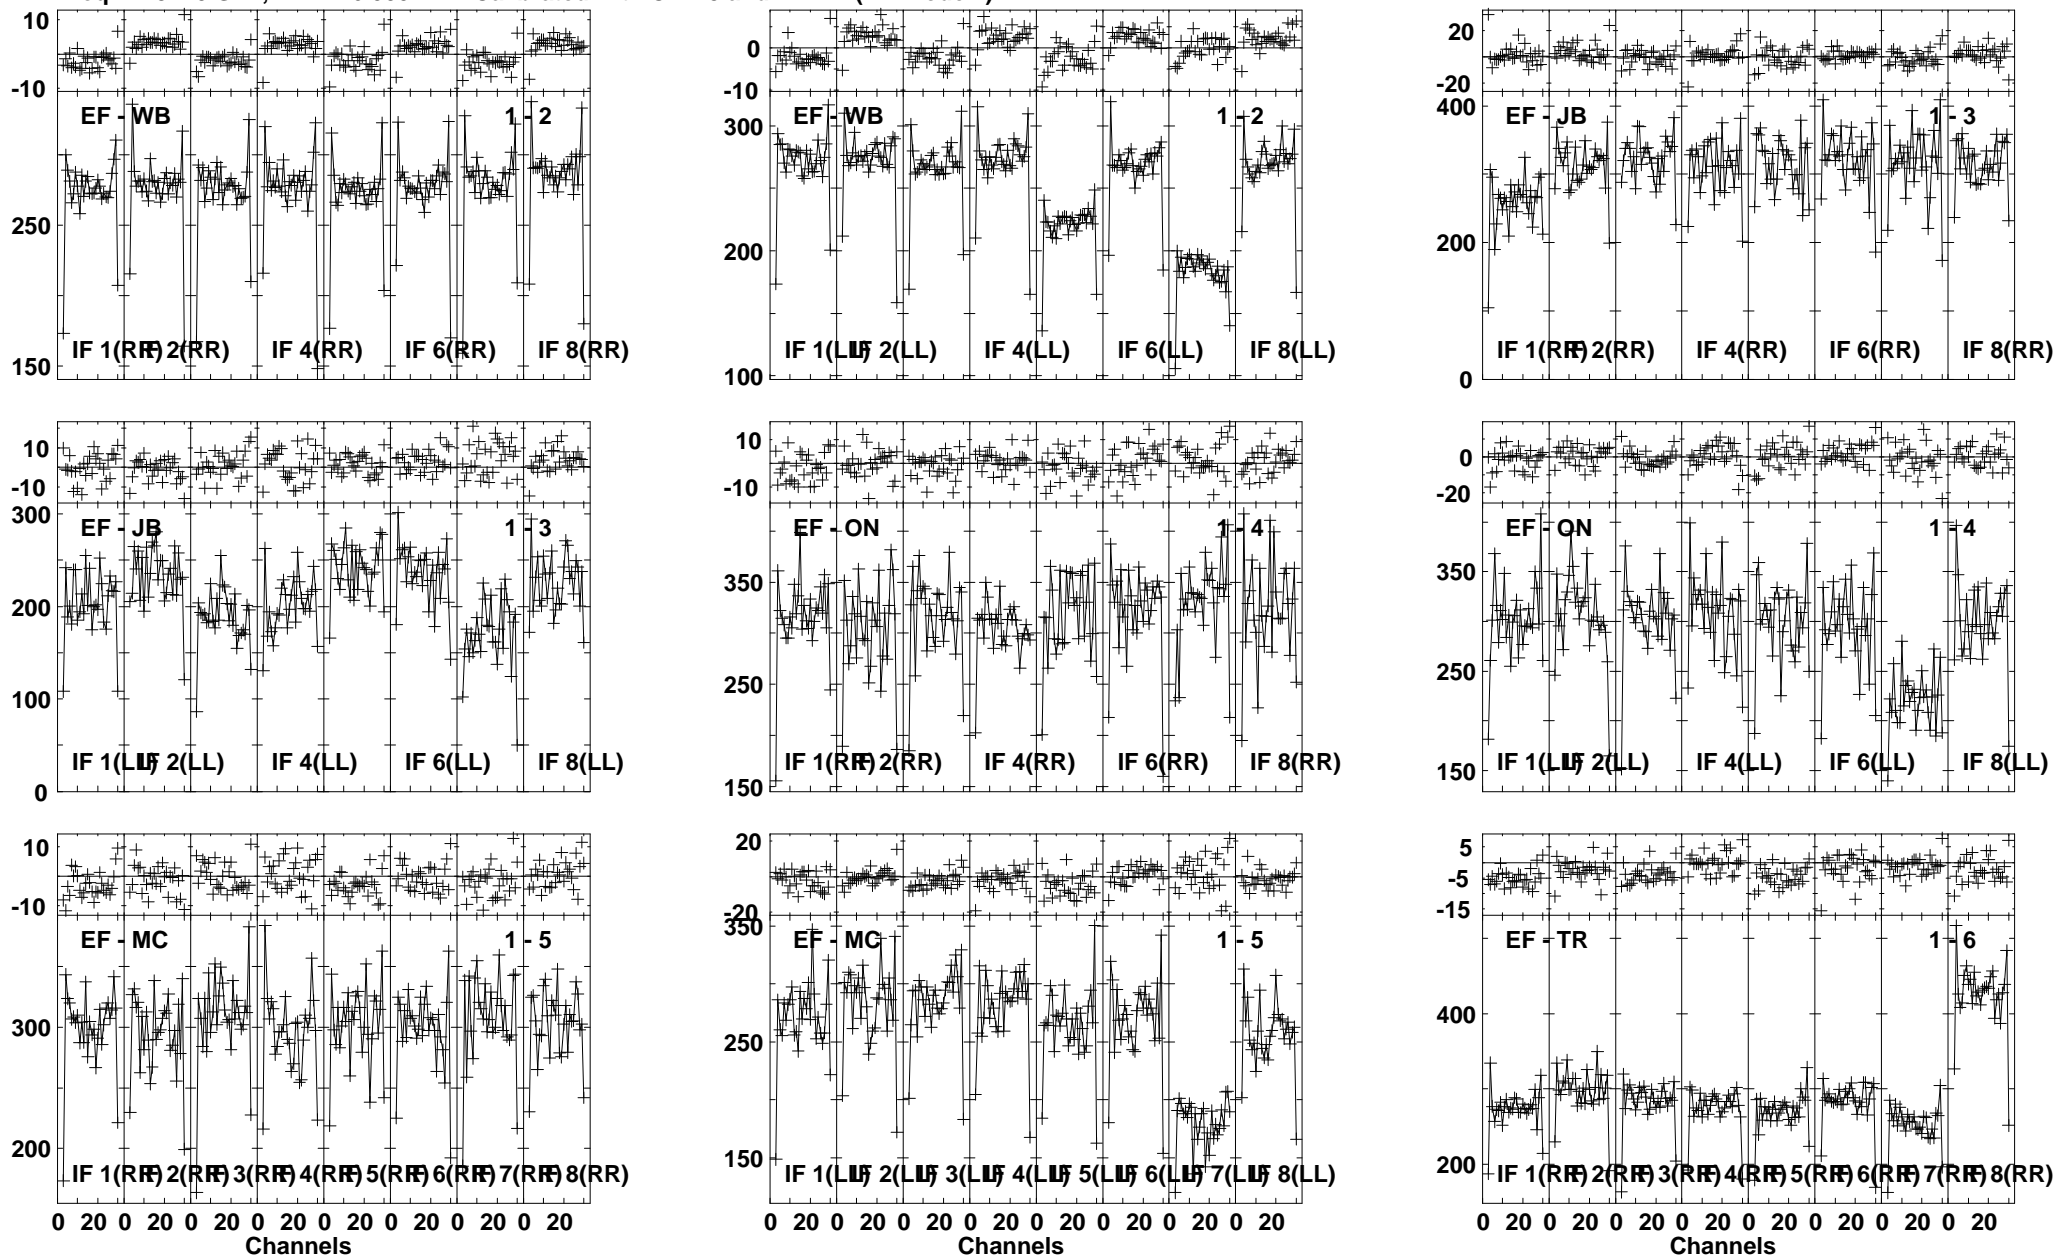 10
-10
EF - WB 1 - 2
250
150
IF 1(RR) IF 2(RR) IF 4(RR) IF 6(RR) IF 8(RR)
10
0
-10
300
EF - WB 1 - 2
200
100
IF 1(LL) IF 2(LL) IF 4(LL) IF 6(LL) IF 8(LL)
20
0
-20
400
EF - JB 1 - 3
200
0
IF 1(RR) IF 2(RR) IF 4(RR) IF 6(RR) IF 8(RR)
10
-10
300
EF - JB 1 - 3
200
100
0
IF 1(LL) IF 2(LL) IF 4(LL) IF 6(LL) IF 8(LL)
10
-10
EF - ON 1 - 4
350
250
150
IF 1(RR) IF 2(RR) IF 4(RR) IF 6(RR) IF 8(RR)
0
-20
EF - ON 1 - 4
350
250
150
IF 1(LL) IF 2(LL) IF 4(LL) IF 6(LL) IF 8(LL)
10
-10
EF - MC 1 - 5
300
200
IF 1(RR) IF 2(RR) IF 3(RR) IF 4(RR) IF 5(RR) IF 6(RR) IF 7(RR) IF 8(RR)
0 20 0 20 0 20 0 20 0 20 0 20 0 20 0 20
Channels
20
-20
350
EF - MC 1 - 5
250
150
IF 1(LL) IF 2(LL) IF 3(LL) IF 4(LL) IF 5(LL) IF 6(LL) IF 7(LL) IF 8(LL)
0 20 0 20 0 20 0 20 0 20 0 20 0 20 0 20
Channels
5
-5
-15
EF - TR 1 - 6
400
200
IF 1(RR) IF 2(RR) IF 3(RR) IF 4(RR) IF 5(RR) IF 6(RR) IF 7(RR) IF 8(RR)
0 20 0 20 0 20 0 20 0 20 0 20 0 20 0 20
Channels